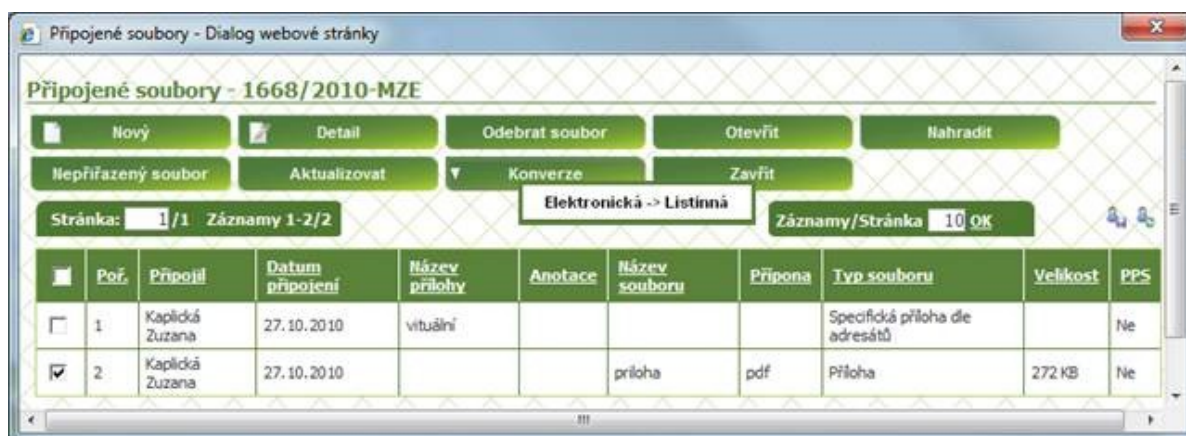 Připojené soubory - Dialog webové stránky
Připojené soubory - 1668/2010-MZE
Nový Detail Odebrat soubor Otevřít Nahradit
Nepřiřazený soubor Aktualizovat Konverze Zavřít
Elektronická -> Listinná
Stránka: 1/1 Záznamy 1-2/2 Záznamy/Stránka 10 OK
Poř. Připojil Datum připojení Název přílohy Anotace Název souboru Přípona Typ souboru Velikost PPS
1 Kaplická Zuzana 27.10.2010 vituální Specifická příloha dle adresátů Ne
2 Kaplická Zuzana 27.10.2010 priloha pdf Příloha 272 KB Ne